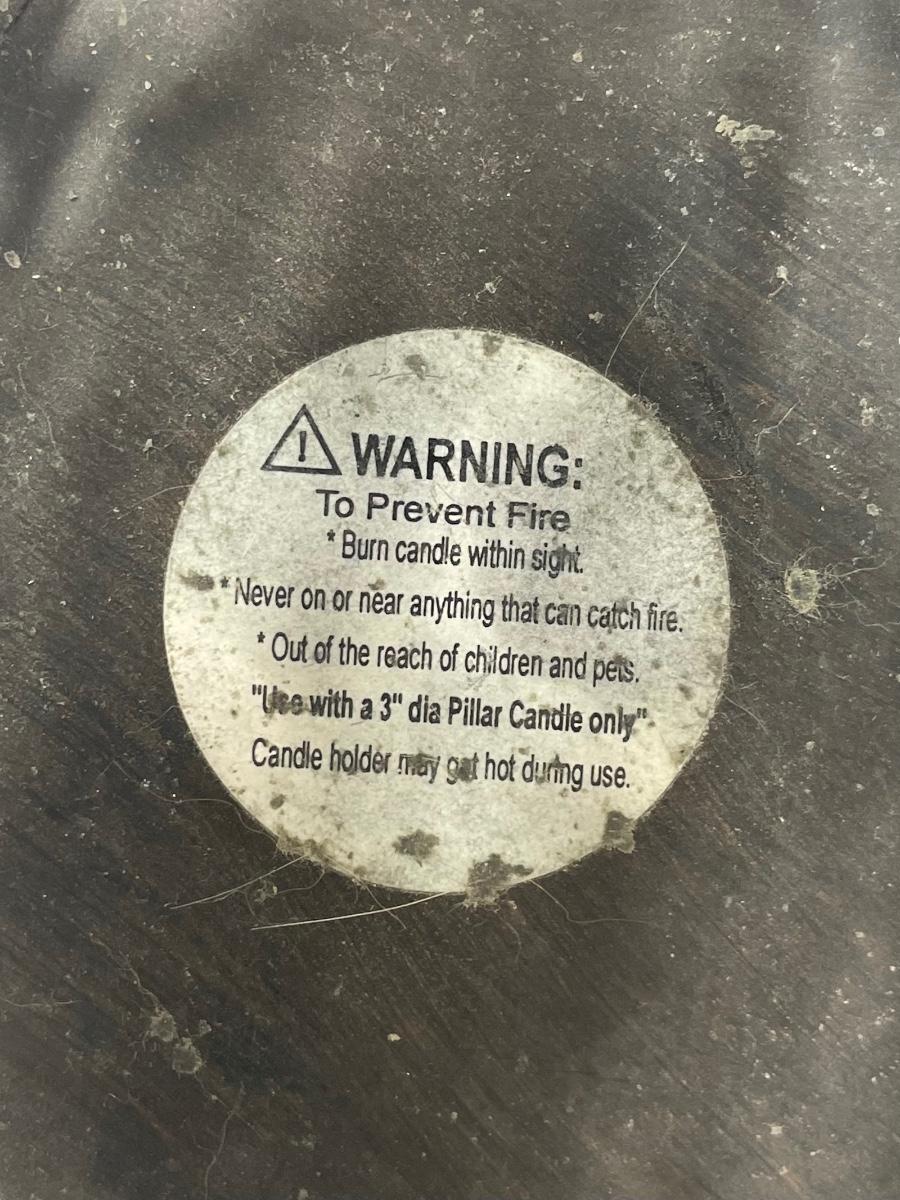 WARNING:
To Prevent Fire
* Burn candle within sight.
* Never on or near anything that can catch fire.
* Out of the reach of children and pets.
"Use with a 3" dia Pillar Candle only"
Candle holder may get hot during use.